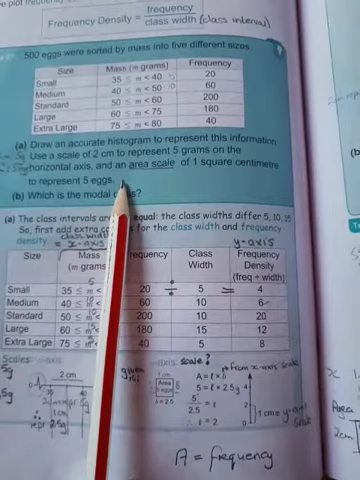 Frequency Density = frequency
class width (class interval)
500 eggs were sorted by mass into five different sizes.
Size Mass (m grams) Frequency
Small 35 ≤ m < 40 20
Medium 40 ≤ m < 50 10 60
Standard 50 ≤ m < 60 200
Large 60 ≤ m < 75 180
Extra Large 75 ≤ m < 80 40
(a) Draw an accurate histogram to represent this information
Use a scale of 2 cm to represent 5 grams on the
horizontal axis, and an area scale of 1 square centimetre
to represent 5 eggs.
(b) Which is the modal
(a) The class intervals are equal: the class widths differ 5, 10, 15
So, first add extra for the class width and frequency
density. = x-axis y-axis
Size Mass (m grams frequency Class Width Frequency Density (freq ÷ width)
Small 35 ≤ m < 20 ÷ 5 = 4
Medium 40 ≤ m < 60 10 6
Standard 50 ≤ m < 200 10 20
Large 60 ≤ m < 180 15 12
Extra Large 75 ≤ m < 40 5 8
Scales: x-axis y-axis: scale? from x-axis scale
5g 2 cm given 1 cm A = l × b
Area 5 = l × 2.5g
5/2.5 = l
∴ l = 2
1 cm
A = frequency